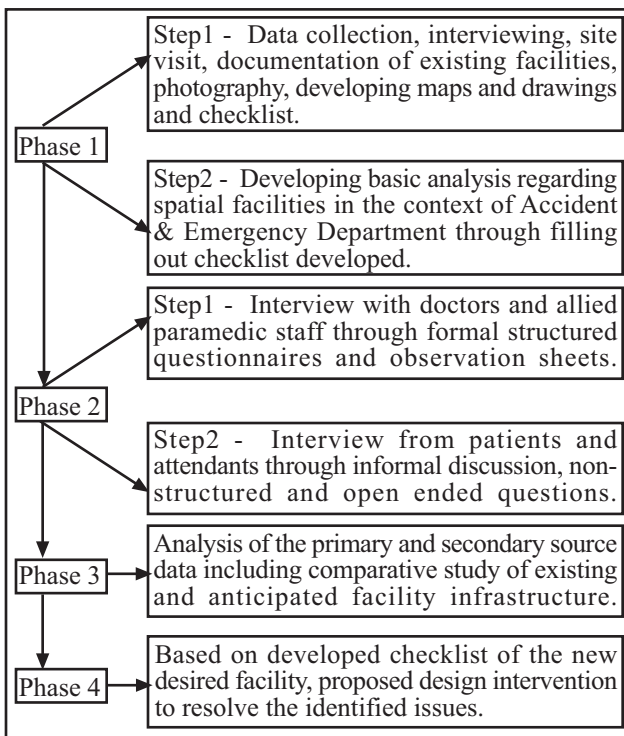 Step1 - Data collection, interviewing, site
visit, documentation of existing facilities,
photography, developing maps and drawings
and checklist.
Phase 1
Step2 - Developing basic analysis regarding
spatial facilities in the context of Accident
& Emergency Department through filling
out checklist developed.
Step1 - Interview with doctors and allied
paramedic staff through formal structured
questionnaires and observation sheets.
Phase 2
Step2 - Interview from patients and
attendants through informal discussion, non-
structured and open ended questions.
Phase 3
Analysis of the primary and secondary source
data including comparative study of existing
and anticipated facility infrastructure.
Phase 4
Based on developed checklist of the new
desired facility, proposed design intervention
to resolve the identified issues.